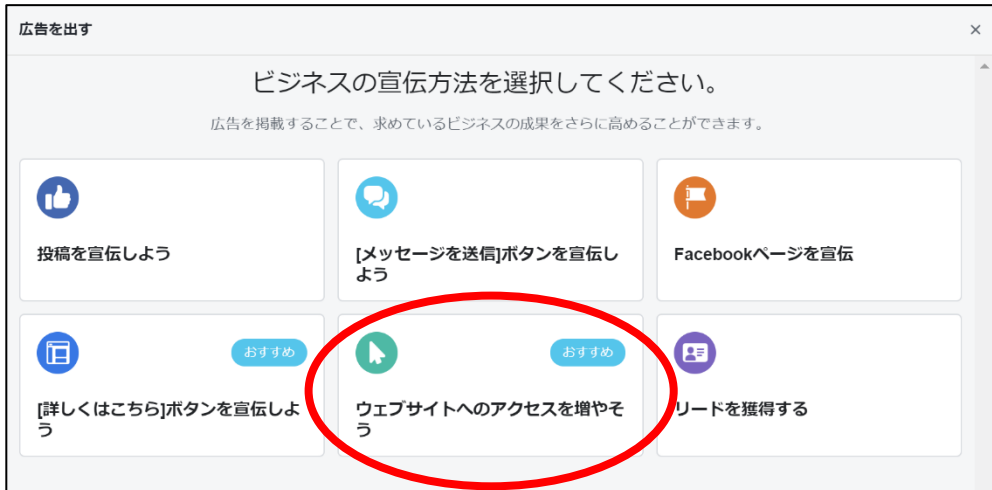 広告を出す
ビジネスの宣伝方法を選択してください。
広告を掲載することで、求めているビジネスの成果をさらに高めることができます。
投稿を宣伝しよう
[メッセージを送信]ボタンを宣伝し
よう
Facebookページを宣伝
おすすめ
[詳しくはこちら]ボタンを宣伝しよ
う
おすすめ
ウェブサイトへのアクセスを増やそ
う
リードを獲得する